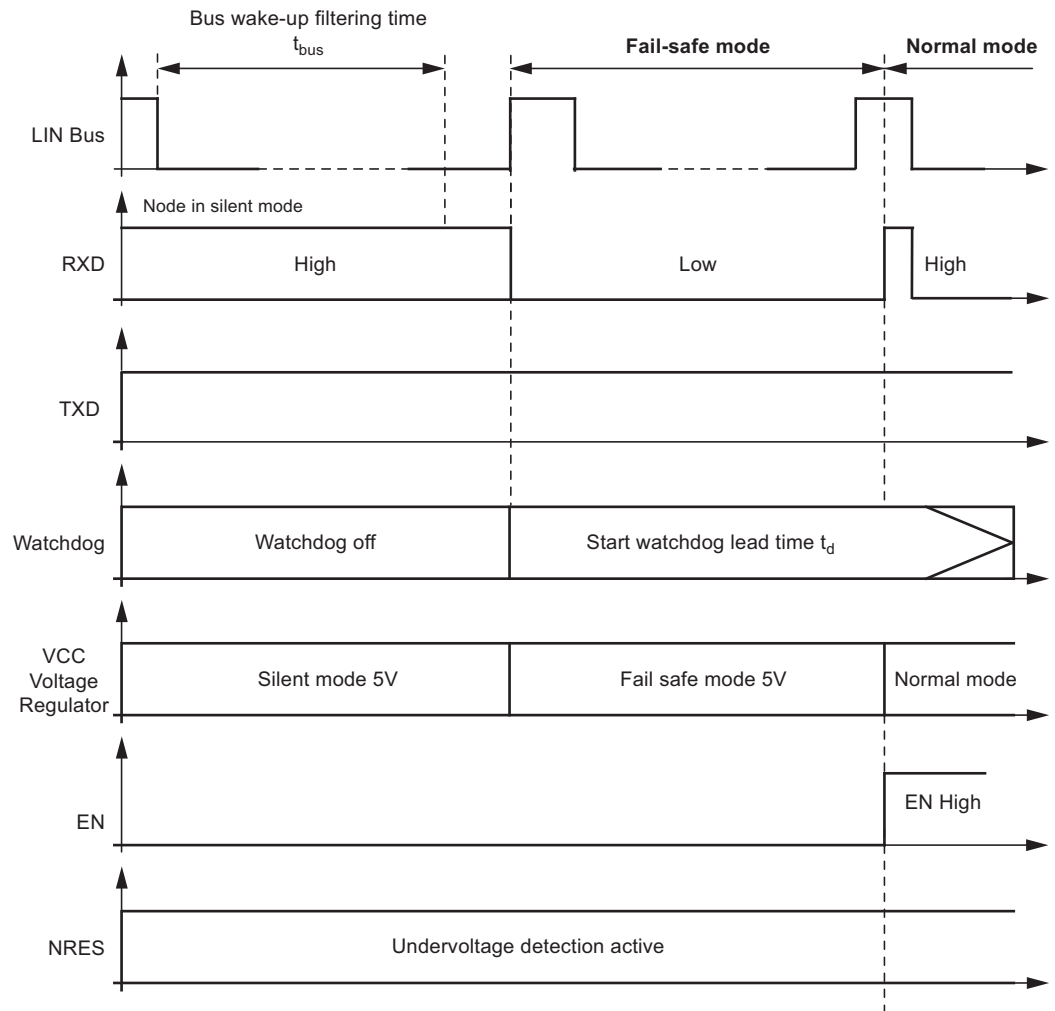 Bus wake-up filtering time
t_bus
Fail-safe mode
Normal mode
LIN Bus
Node in silent mode
RXD
High
Low
High
TXD
Watchdog
Watchdog off
Start watchdog lead time t_d
VCC
Voltage
Regulator
Silent mode 5V
Fail safe mode 5V
Normal mode
EN
EN High
NRES
Undervoltage detection active